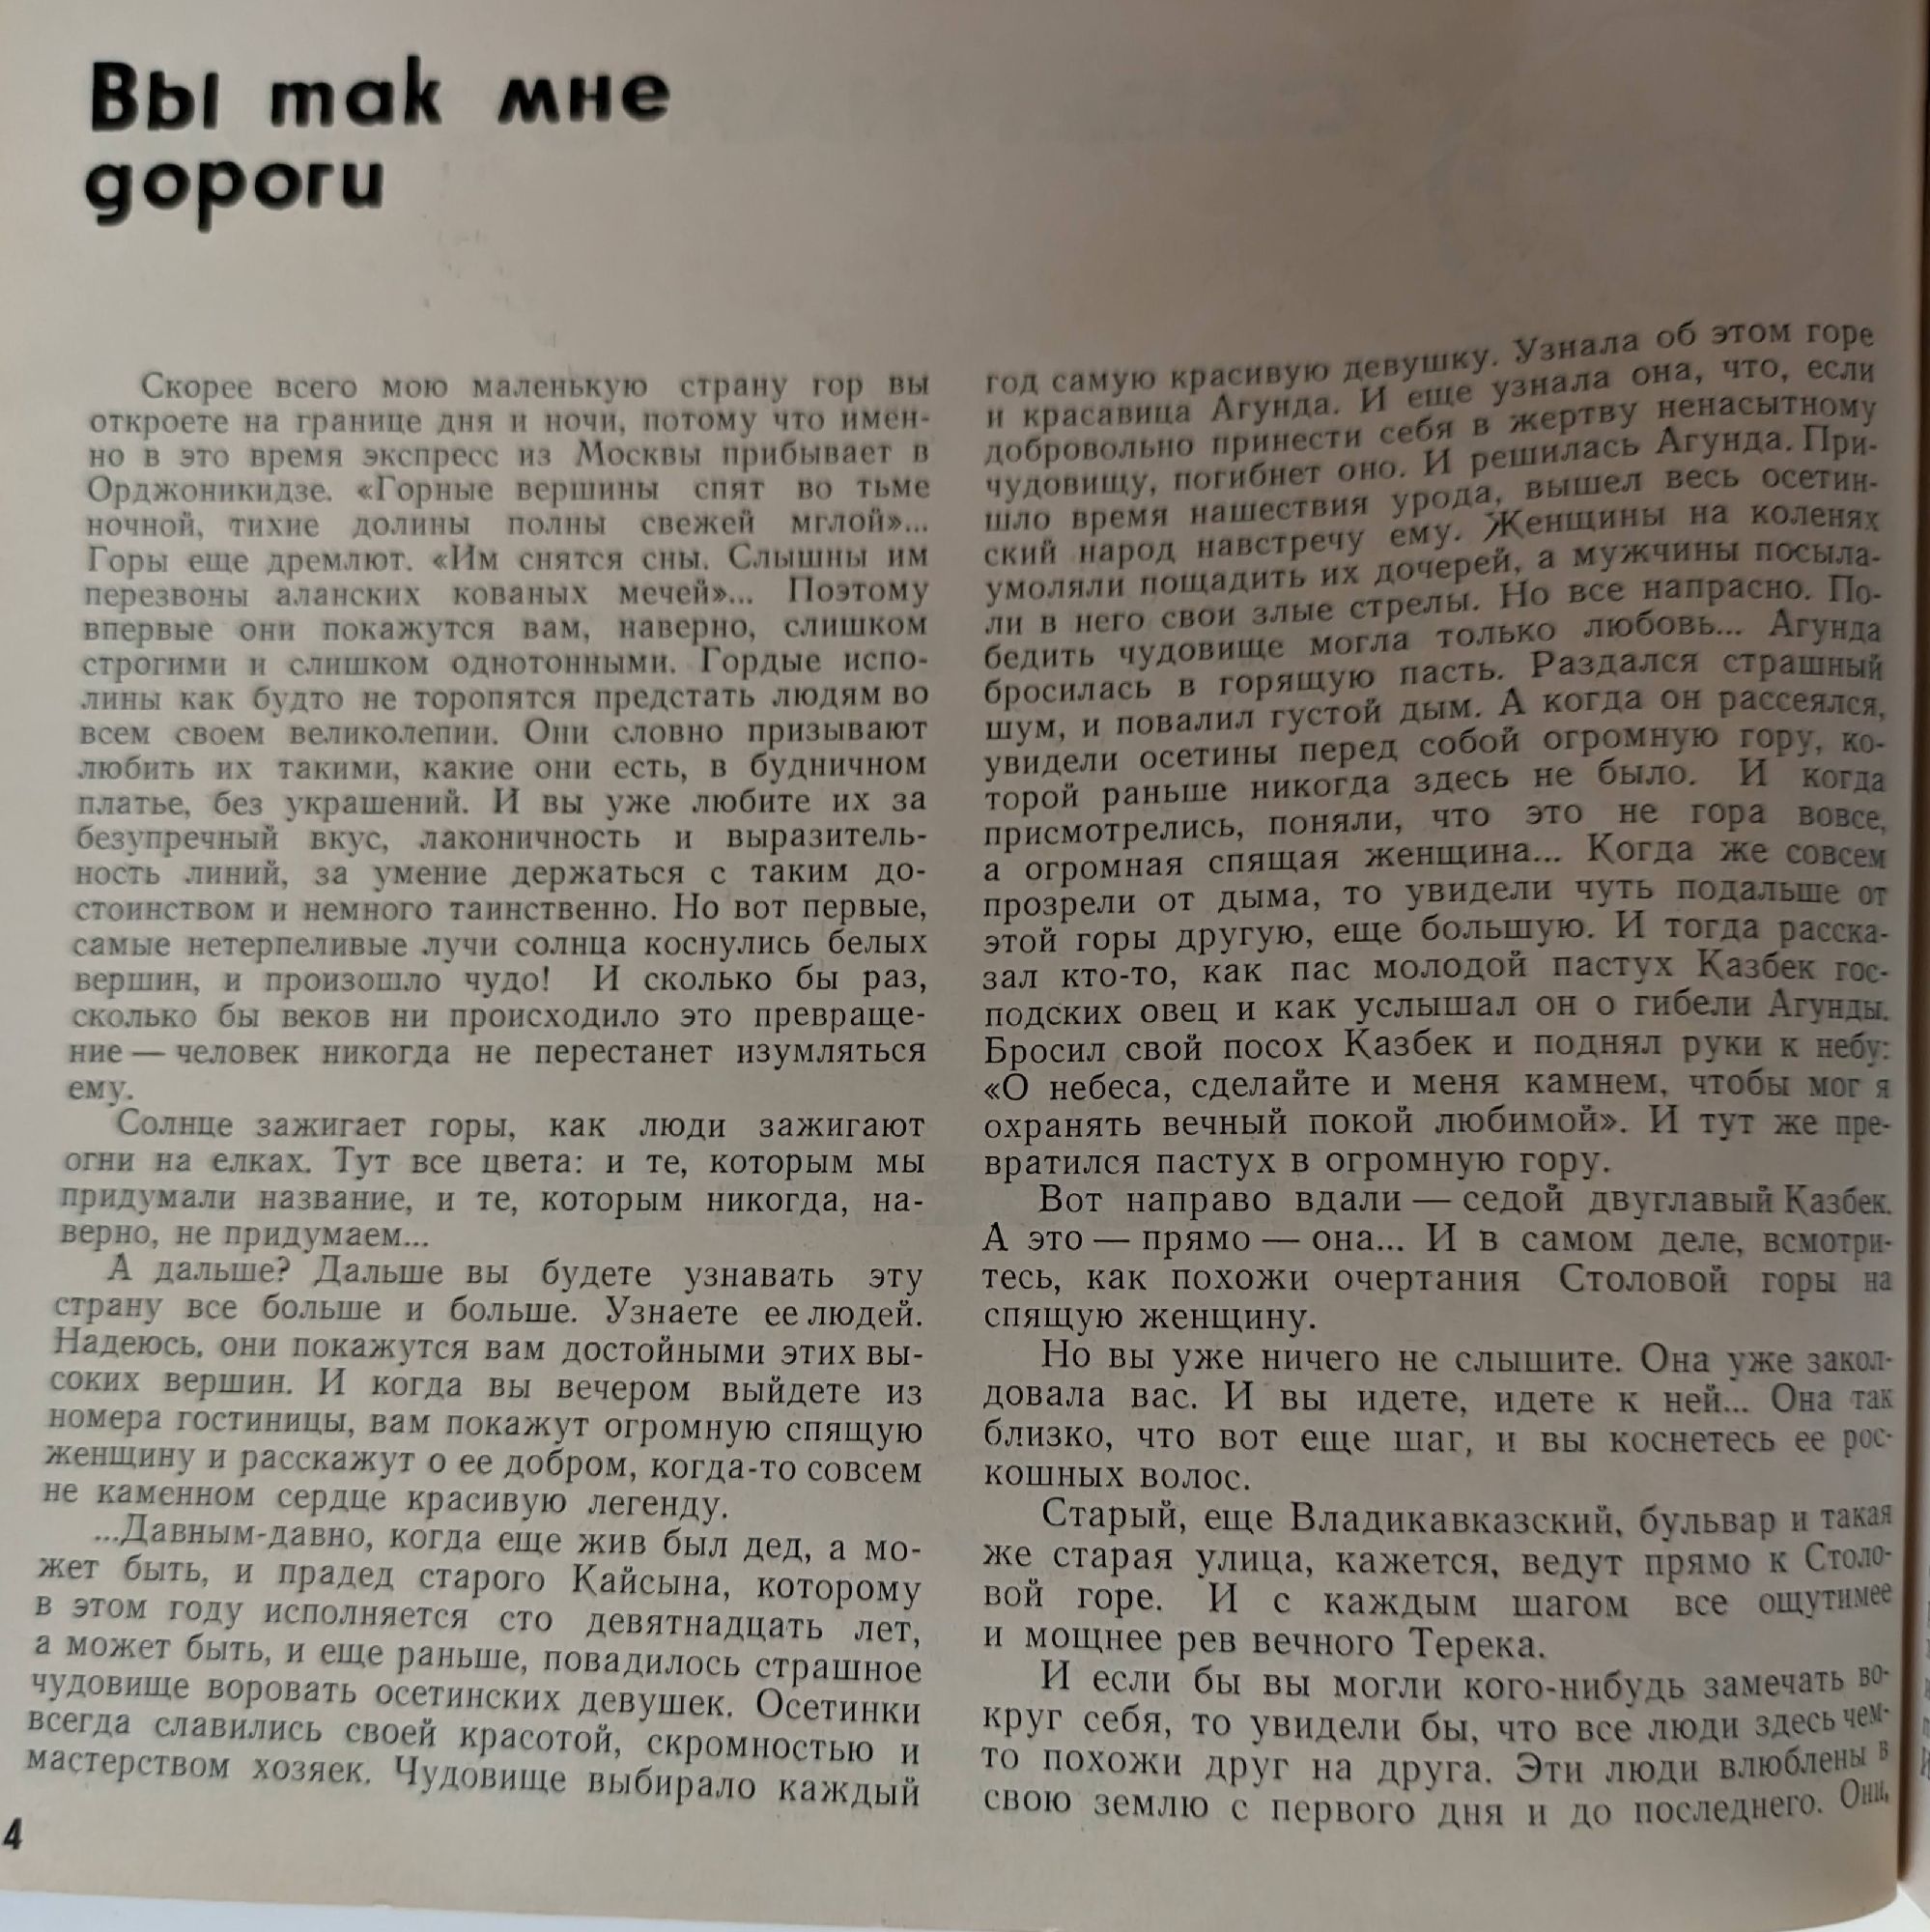 Вы так мне
дороги
Скорее всего мою маленькую страну гор вы
откроете на границе дня и ночи, потому что имен-
но в это время экспресс из Москвы прибывает в
Орджоникидзе. «Горные вершины спят во тьме
ночной, тихие долины полны свежей мглой»...
Горы еще дремлют. «Им снятся сны. Слышны им
перезвоны аланских кованых мечей»... Поэтому
впервые они покажутся вам, наверно, слишком
строгими и слишком однотонными. Гордые испо-
лины как будто не торопятся предстать людям во
всем своем великолепии. Они словно призывают
любить их такими, какие они есть, в будничном
платье, без украшений. И вы уже любите их за
безупречный вкус, лаконичность и выразитель-
ность линий, за умение держаться с таким до-
стоинством и немного таинственно. Но вот первые,
самые нетерпеливые лучи солнца коснулись белых
вершин, и произошло чудо! И сколько бы раз,
сколько бы веков ни происходило это превраще-
ние — человек никогда не перестанет изумляться
ему.
Солнце зажигает горы, как люди зажигают
огни на елках. Тут все цвета: и те, которым мы
придумали название, и те, которым никогда, на-
верно, не придумаем...
А дальше? Дальше вы будете узнавать эту
страну все больше и больше. Узнаете ее людей.
Надеюсь, они покажутся вам достойными этих вы-
соких вершин. И когда вы вечером выйдете из
номера гостиницы, вам покажут огромную спящую
женщину и расскажут о ее добром, когда-то совсем
не каменном сердце красивую легенду.
...Давным-давно, когда еще жив был дед, а мо-
жет быть, и прадед старого Кайсына, которому
в этом году исполняется сто девятнадцать лет,
а может быть, и еще раньше, повадилось страшное
чудовище воровать осетинских девушек. Осетинки
всегда славились своей красотой, скромностью и
мастерством хозяек. Чудовище выбирало каждый
4
год самую красивую девушку. Узнала об этом горе
и красавица Агунда. И еще узнала она, что, если
добровольно принести себя в жертву ненасытному
чудовищу, погибнет оно. И решилась Агунда. При-
шло время нашествия урода, вышел весь осетин-
ский народ навстречу ему. Женщины на коленях
умоляли пощадить их дочерей, а мужчины посыла-
ли в него свои злые стрелы. Но все напрасно. По-
бедить чудовище могла только любовь... Агунда
бросилась в горящую пасть. Раздался страшный
шум, и повалил густой дым. А когда он рассеялся,
увидели осетины перед собой огромную гору, ко-
торой раньше никогда здесь не было. И когда
присмотрелись, поняли, что это не гора вовсе,
а огромная спящая женщина... Когда же совсем
прозрели от дыма, то увидели чуть подальше от
этой горы другую, еще большую. И тогда расска-
зал кто-то, как пас молодой пастух Казбек гос-
подских овец и как услышал он о гибели Агунды.
Бросил свой посох Казбек и поднял руки к небу:
«О небеса, сделайте и меня камнем, чтобы мог я
охранять вечный покой любимой». И тут же пре-
вратился пастух в огромную гору.
Вот направо вдали — седой двуглавый Казбек.
А это — прямо — она... И в самом деле, всмотри-
тесь, как похожи очертания Столовой горы на
спящую женщину.
Но вы уже ничего не слышите. Она уже закол-
довала вас. И вы идете, идете к ней... Она так
близко, что вот еще шаг, и вы коснетесь ее рос-
кошных волос.
Старый, еще Владикавказский, бульвар и такая
же старая улица, кажется, ведут прямо к Столо-
вой горе. И с каждым шагом все ощутимее
и мощнее рев вечного Терека.
И если бы вы могли кого-нибудь замечать во-
круг себя, то увидели бы, что все люди здесь чем-
то похожи друг на друга. Эти люди влюблены в
свою землю с первого дня и до последнего. Они,